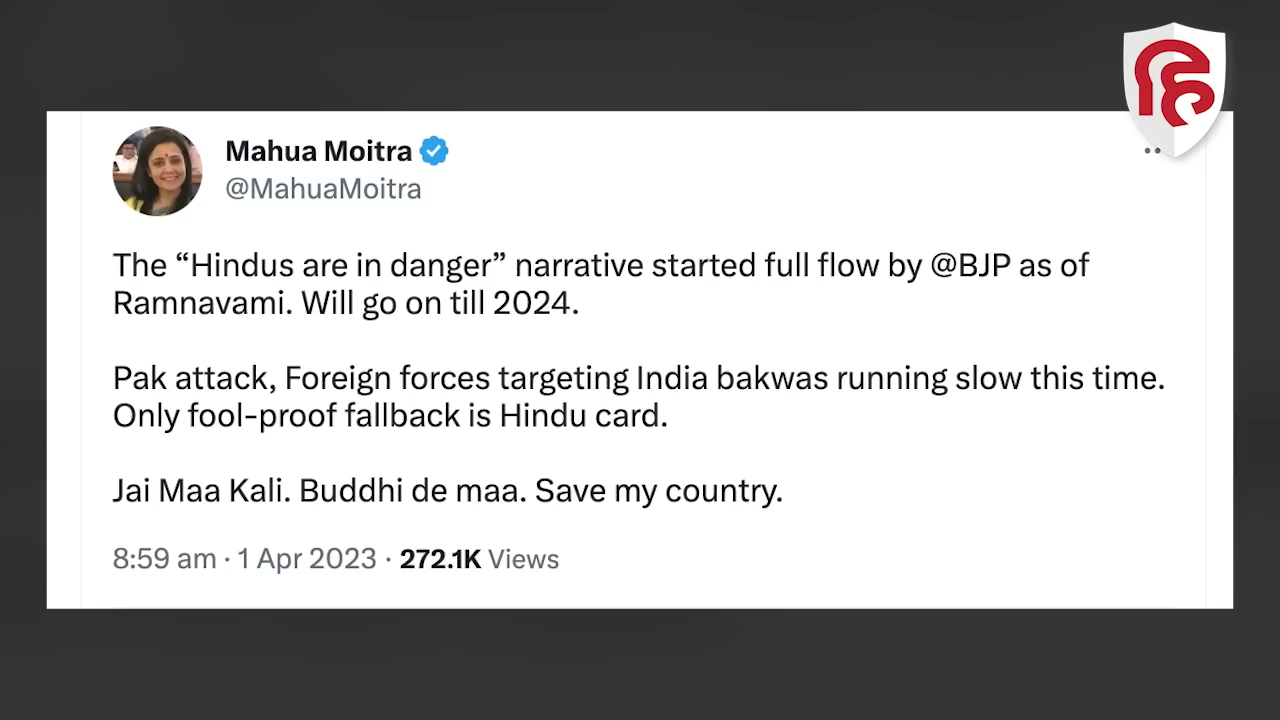 Mahua Moitra
@MahuaMoitra
The “Hindus are in danger” narrative started full flow by @BJP as of
Ramnavami. Will go on till 2024.
Pak attack, Foreign forces targeting India bakwas running slow this time.
Only fool-proof fallback is Hindu card.
Jai Maa Kali. Buddhi de maa. Save my country.
8:59 am · 1 Apr 2023 · 272.1K Views